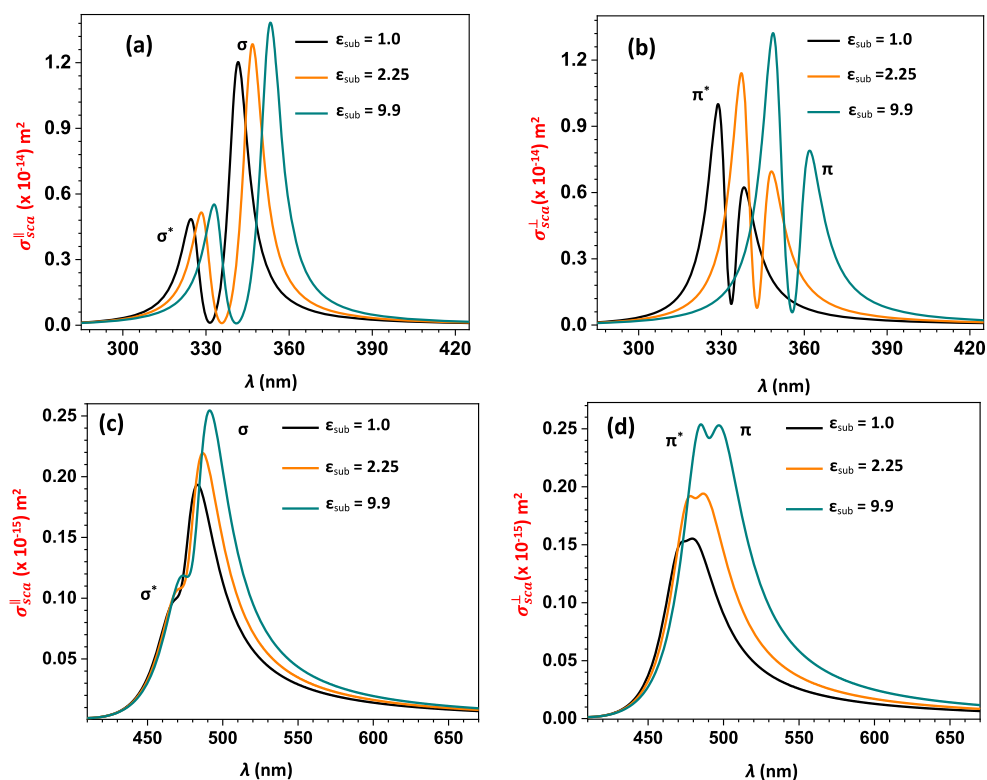 (a)
σ
σ*
ε_sub = 1.0
ε_sub = 2.25
ε_sub = 9.9
1.2
0.9
0.6
0.3
0.0
300
330
360
390
420
σ^∥_sca (x 10^-14) m^2
λ (nm)
(b)
π*
π
ε_sub = 1.0
ε_sub =2.25
ε_sub = 9.9
1.2
0.9
0.6
0.3
0.0
300
330
360
390
420
σ^⊥_sca(x 10^-14) m^2
λ (nm)
(c)
σ
σ*
ε_sub = 1.0
ε_sub = 2.25
ε_sub = 9.9
0.25
0.20
0.15
0.10
0.05
450
500
550
600
650
σ^∥_sca (x 10^-15) m^2
λ (nm)
(d)
π*
π
ε_sub = 1.0
ε_sub = 2.25
ε_sub = 9.9
0.25
0.20
0.15
0.10
0.05
0.00
450
500
550
600
650
σ^⊥_sca(x 10^-15) m^2
λ (nm)